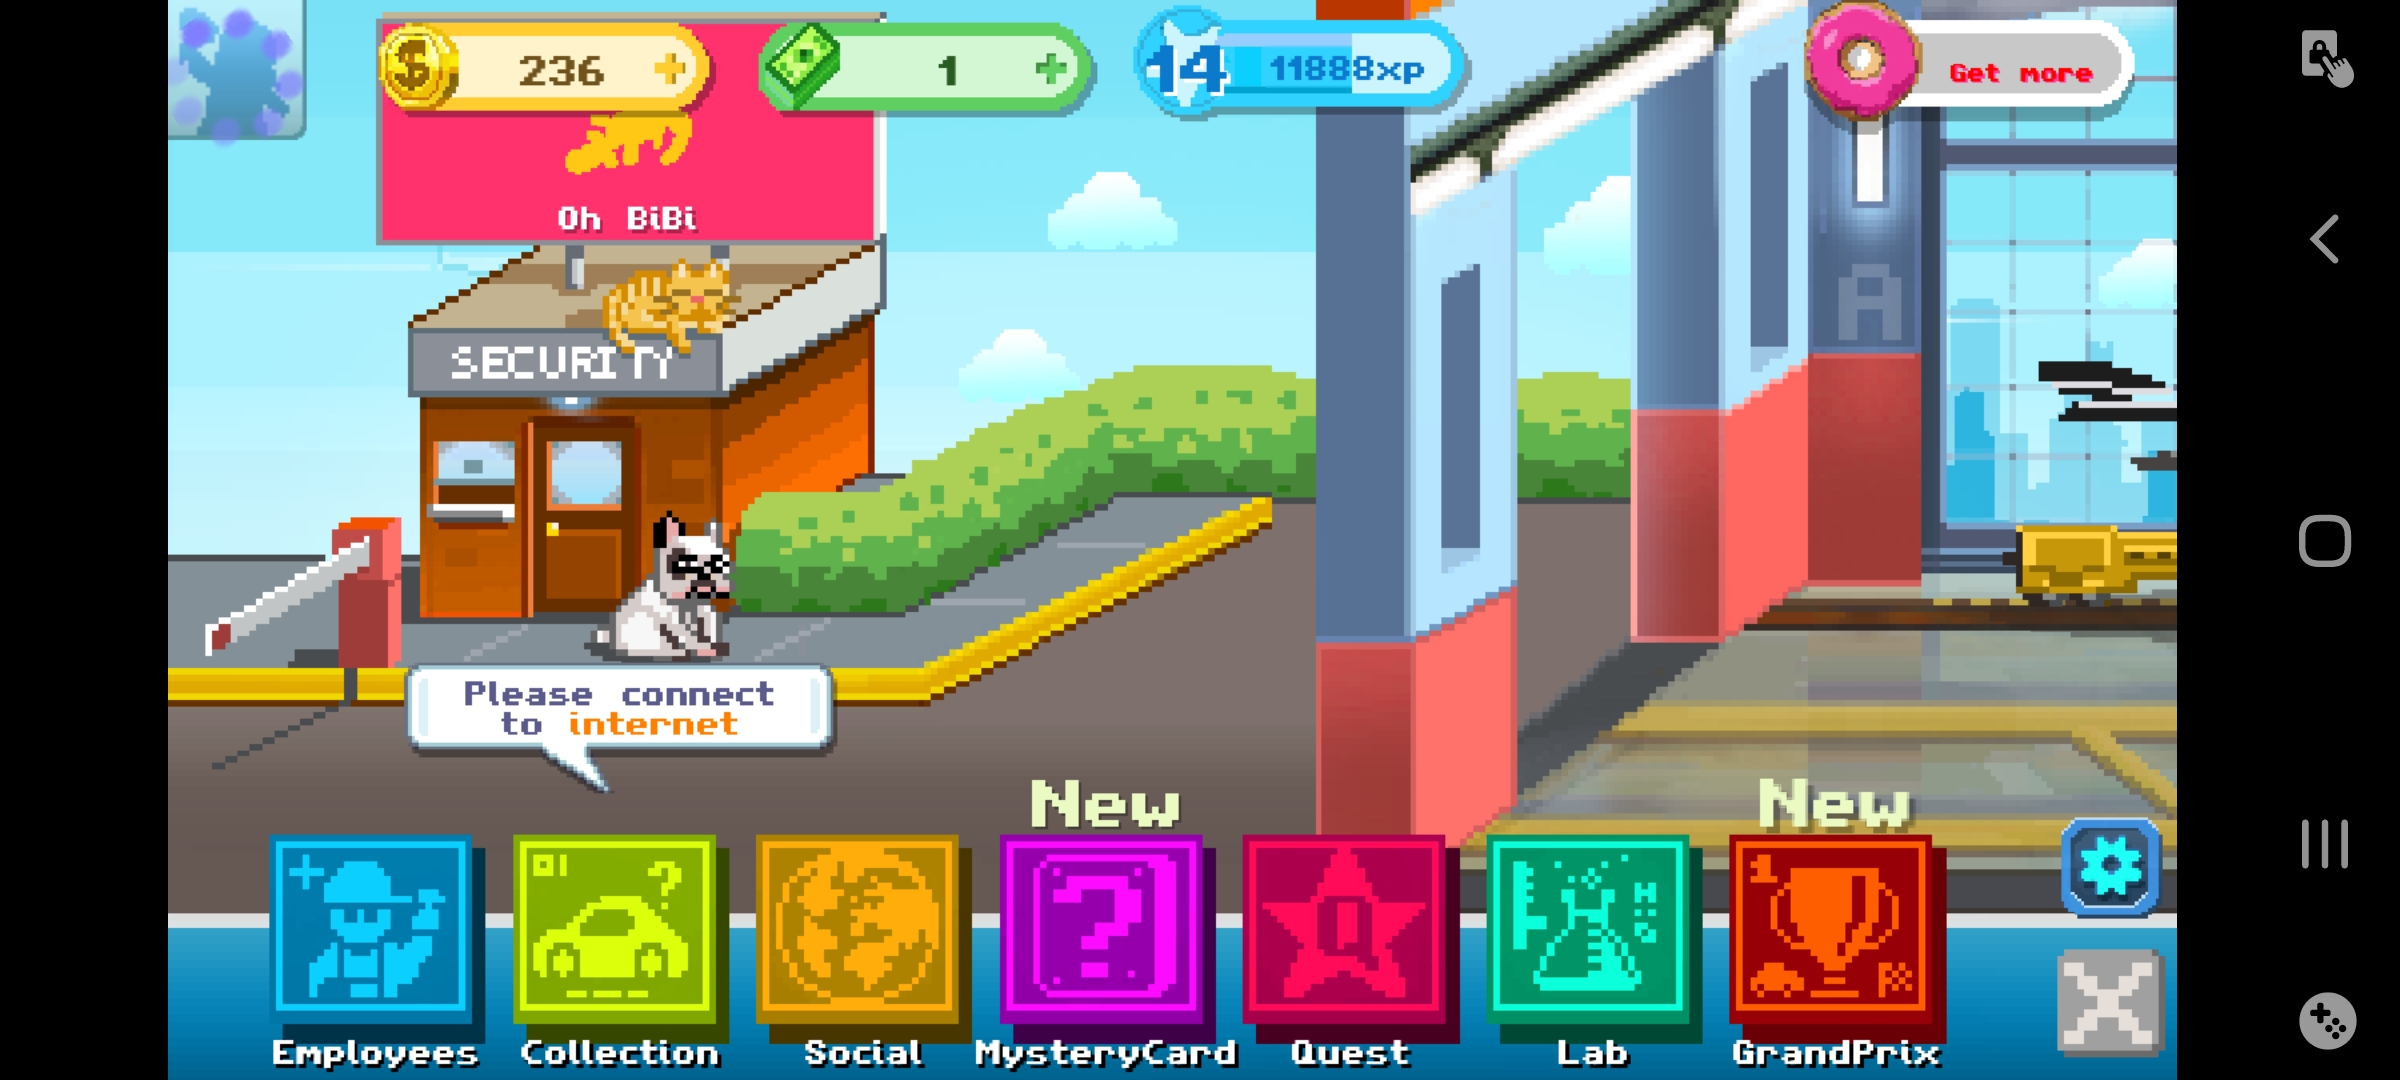 236
1
14
11888xp
Get more
Oh BiBi
SECURITY
A
Please connect
to internet
New
New
Employees
Collection
Social
MysteryCard
Quest
Lab
GrandPrix